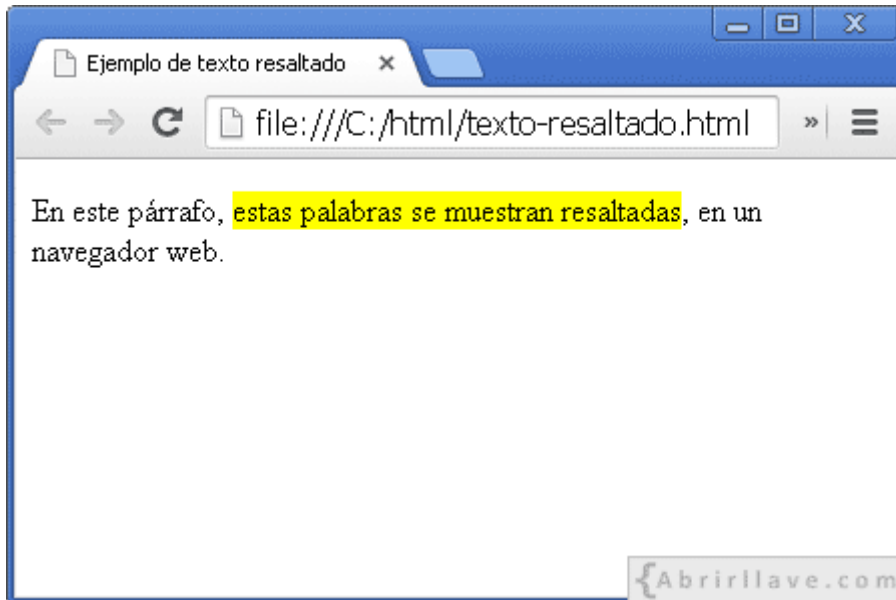 Ejemplo de texto resaltado
file:///C:/html/texto-resaltado.html
En este párrafo, estas palabras se muestran resaltadas, en un
navegador web.
{Abrirllave.com